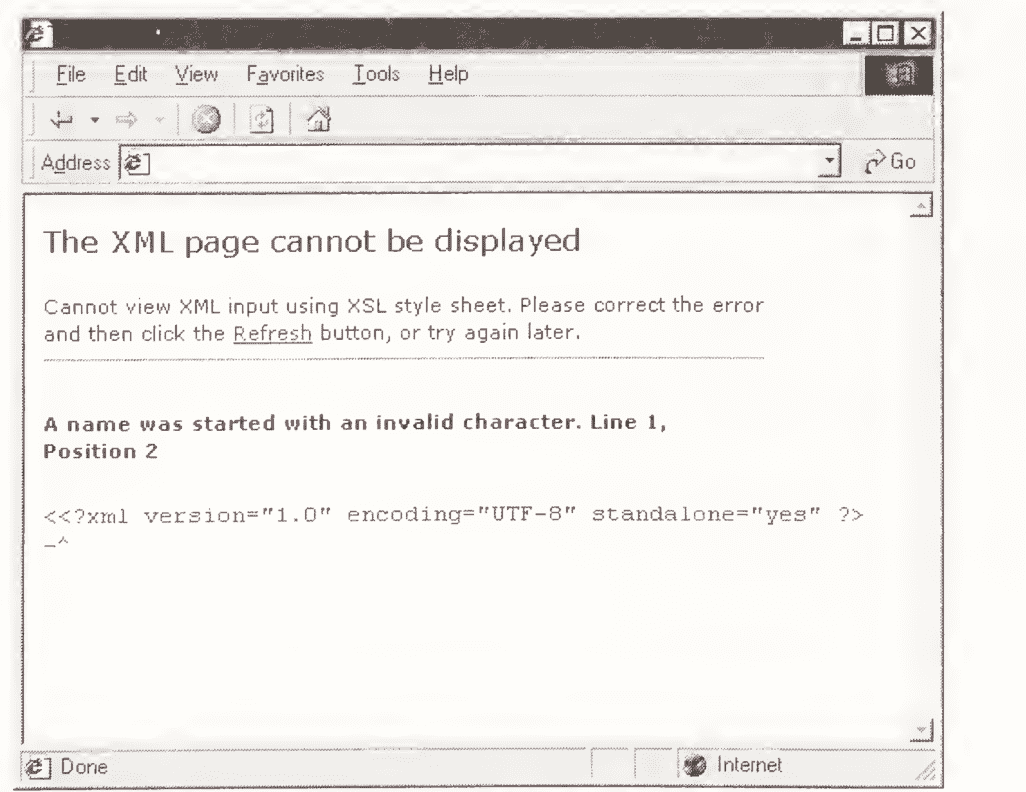 File Edit View Favorites Tools Help
Address Go
The XML page cannot be displayed
Cannot view XML input using XSL style sheet. Please correct the error
and then click the Refresh button, or try again later.
A name was started with an invalid character. Line 1,
Position 2
<<?xml version="1.0" encoding="UTF-8" standalone="yes" ?>
_^
Done Internet